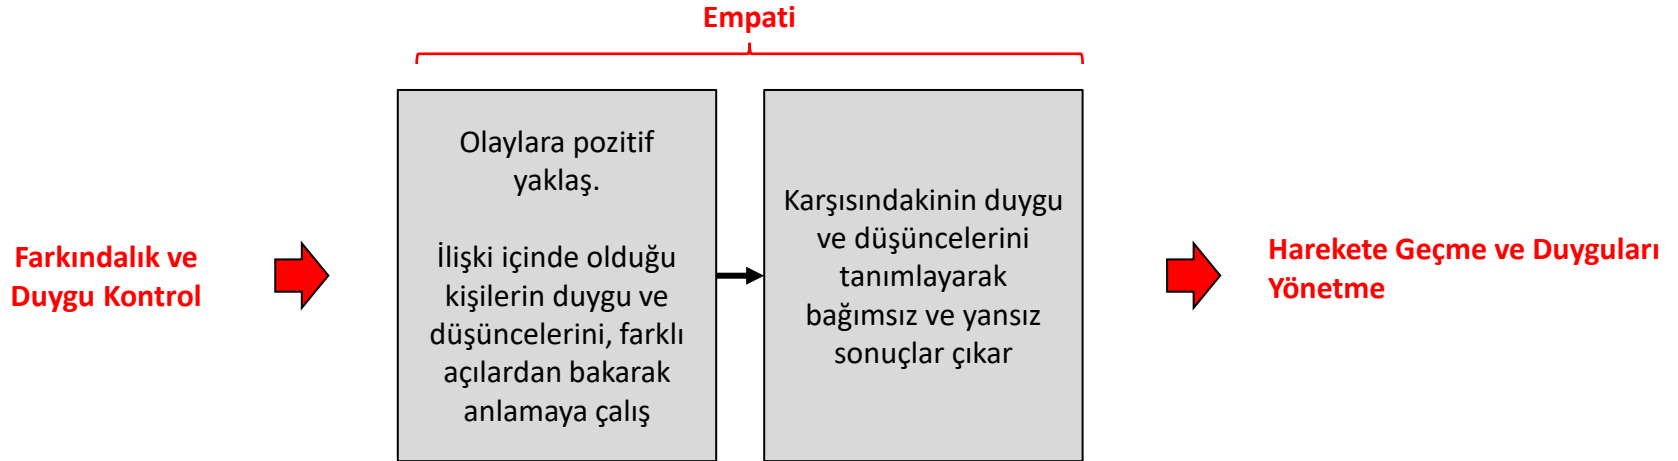 Empati
Farkındalık ve
Duygu Kontrol
Olaylara pozitif
yaklaş.
İlişki içinde olduğu
kişilerin duygu ve
düşüncelerini, farklı
açılardan bakarak
anlamaya çalış
Karşısındakinin duygu
ve düşüncelerini
tanımlayarak
bağımsız ve yansız
sonuçlar çıkar
Harekete Geçme ve Duyguları
Yönetme